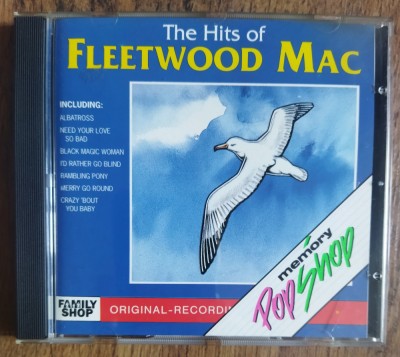 The Hits of
FLEETWOOD MAC
INCLUDING:
ALBATROSS
NEED YOUR LOVE
SO BAD
BLACK MAGIC WOMAN
I'D RATHER GO BLIND
RAMBLING PONY
MERRY GO ROUND
CRAZY 'BOUT
YOU BABY
memory
Pop Shop
FAMILY
SHOP
ORIGINAL-RECORDIN